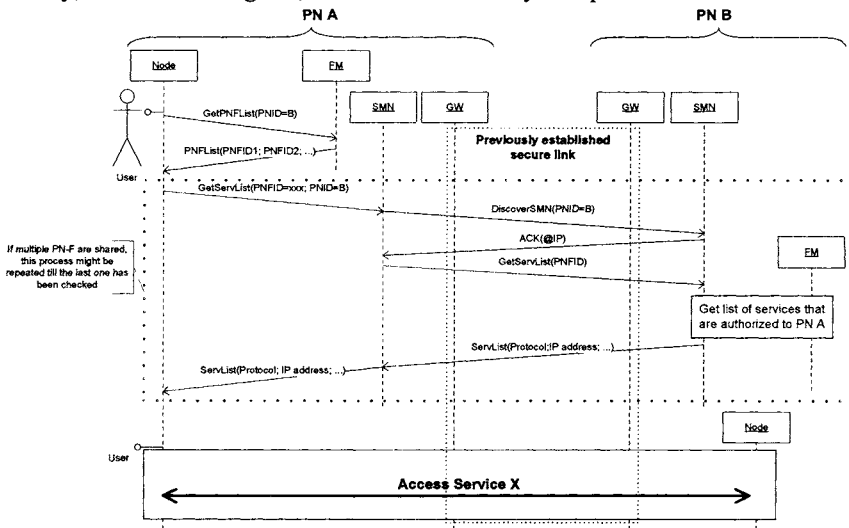 PN A
PN B
Node
FM
SMN
GW
GW
SMN
GetPNFList(PNID=B)
Previously established
secure link
PNFList(PNFID1; PNFID2; ...)
User
GetServList(PNFID=xxx; PNID=B)
DiscoverSMN(PNID=B)
ACK(@IP)
If multiple PN-F are shared,
this process might be
repeated till the last one has
been checked
FM
GetServList(PNFID)
Get list of services that
are authorized to PN A
ServList(Protocol;IP address; ...)
ServList(Protocol; IP address; ...)
Node
User
Access Service X